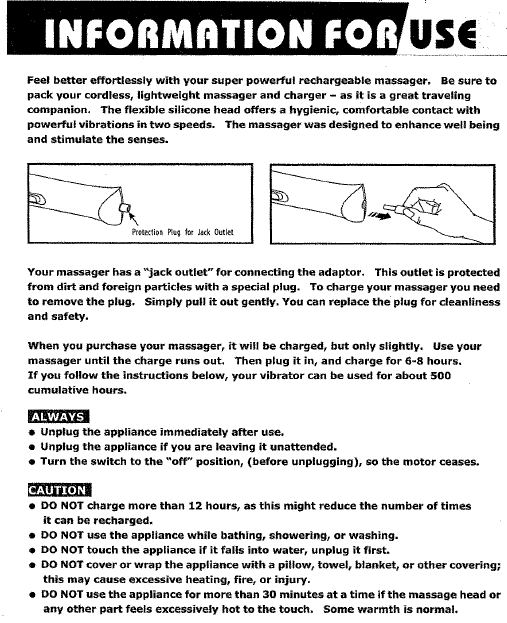 INFORMATION FOR USE
Feel better effortlessly with your super powerful rechargeable massager. Be sure to
pack your cordless, lightweight massager and charger – as it is a great traveling
companion. The flexible silicone head offers a hygienic, comfortable contact with
powerful vibrations in two speeds. The massager was designed to enhance well being
and stimulate the senses.
Protection Plug for Jack Outlet
Your massager has a "jack outlet" for connecting the adaptor. This outlet is protected
from dirt and foreign particles with a special plug. To charge your massager you need
to remove the plug. Simply pull it out gently. You can replace the plug for cleanliness
and safety.
When you purchase your massager, it will be charged, but only slightly. Use your
massager until the charge runs out. Then plug it in, and charge for 6-8 hours.
If you follow the instructions below, your vibrator can be used for about 500
cumulative hours.
ALWAYS
• Unplug the appliance immediately after use.
• Unplug the appliance if you are leaving it unattended.
• Turn the switch to the "off" position, (before unplugging), so the motor ceases.
CAUTION
• DO NOT charge more than 12 hours, as this might reduce the number of times
it can be recharged.
• DO NOT use the appliance while bathing, showering, or washing.
• DO NOT touch the appliance if it falls into water, unplug it first.
• DO NOT cover or wrap the appliance with a pillow, towel, blanket, or other covering;
this may cause excessive heating, fire, or injury.
• DO NOT use the appliance for more than 30 minutes at a time if the massage head or
any other part feels excessively hot to the touch. Some warmth is normal.